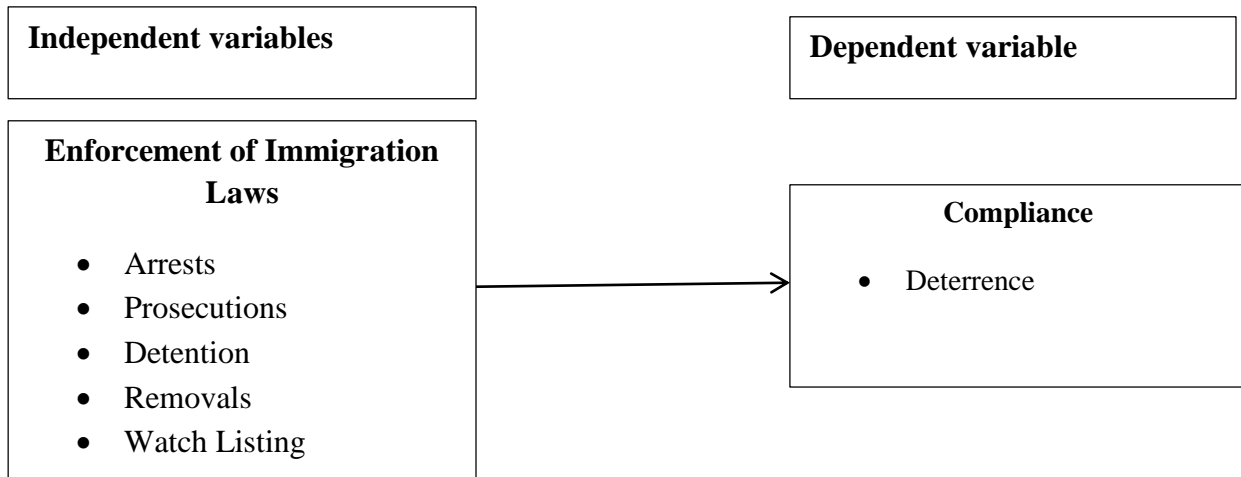 Independent variables
Dependent variable
Enforcement of Immigration
Laws
• Arrests
• Prosecutions
• Detention
• Removals
• Watch Listing
Compliance
• Deterrence